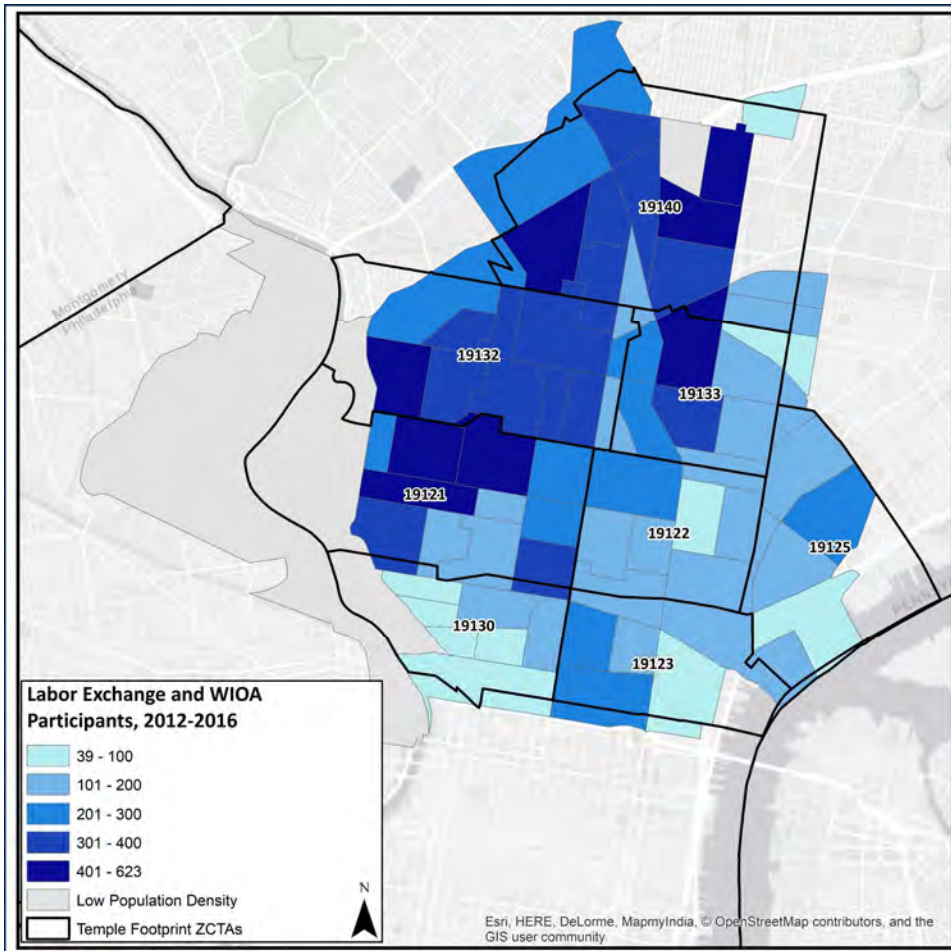 19140
Montgomery
Philadelphia
19132
19133
19121
19122
19125
PENN
19130
19123
Labor Exchange and WIOA
Participants, 2012-2016
39 - 100
101 - 200
201 - 300
301 - 400
401 - 623
Low Population Density
Temple Footprint ZCTAs
N
Esri, HERE, DeLorme, MapmyIndia, © OpenStreetMap contributors, and the
GIS user community